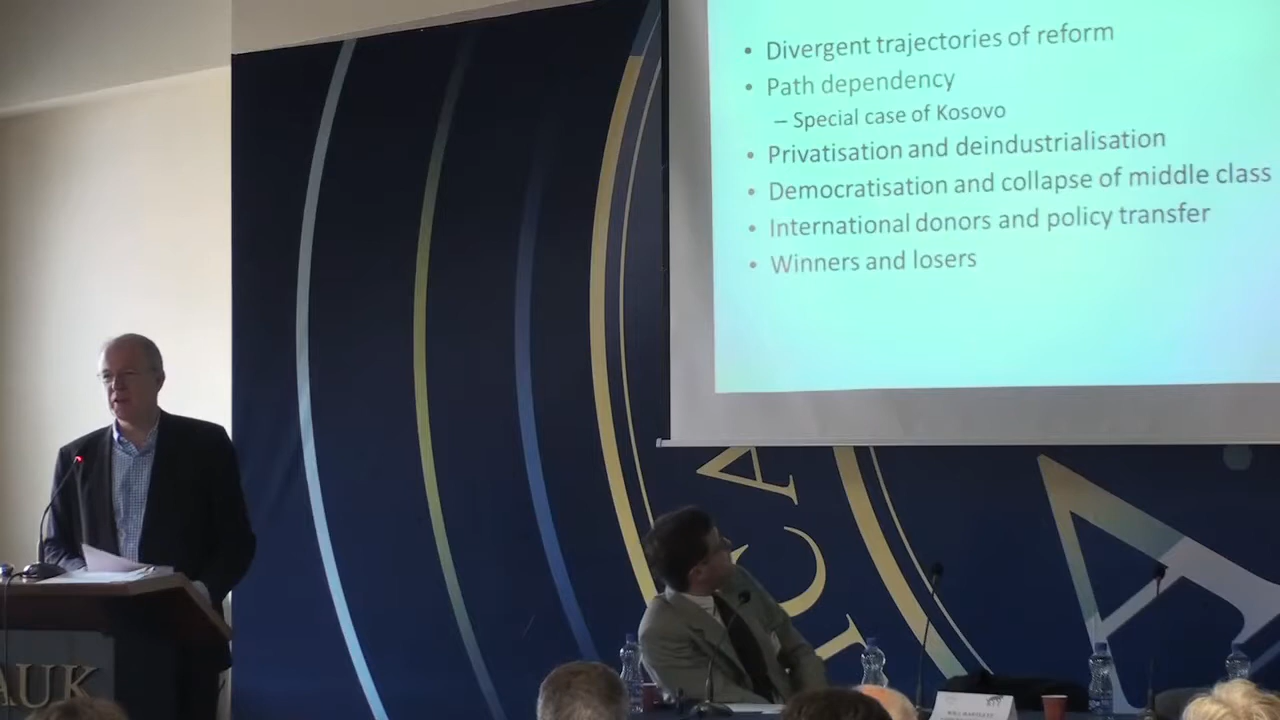 • Divergent trajectories of reform
• Path dependency
– Special case of Kosovo
• Privatisation and deindustrialisation
• Democratisation and collapse of middle class
• International donors and policy transfer
• Winners and losers
AUK
ICA
A